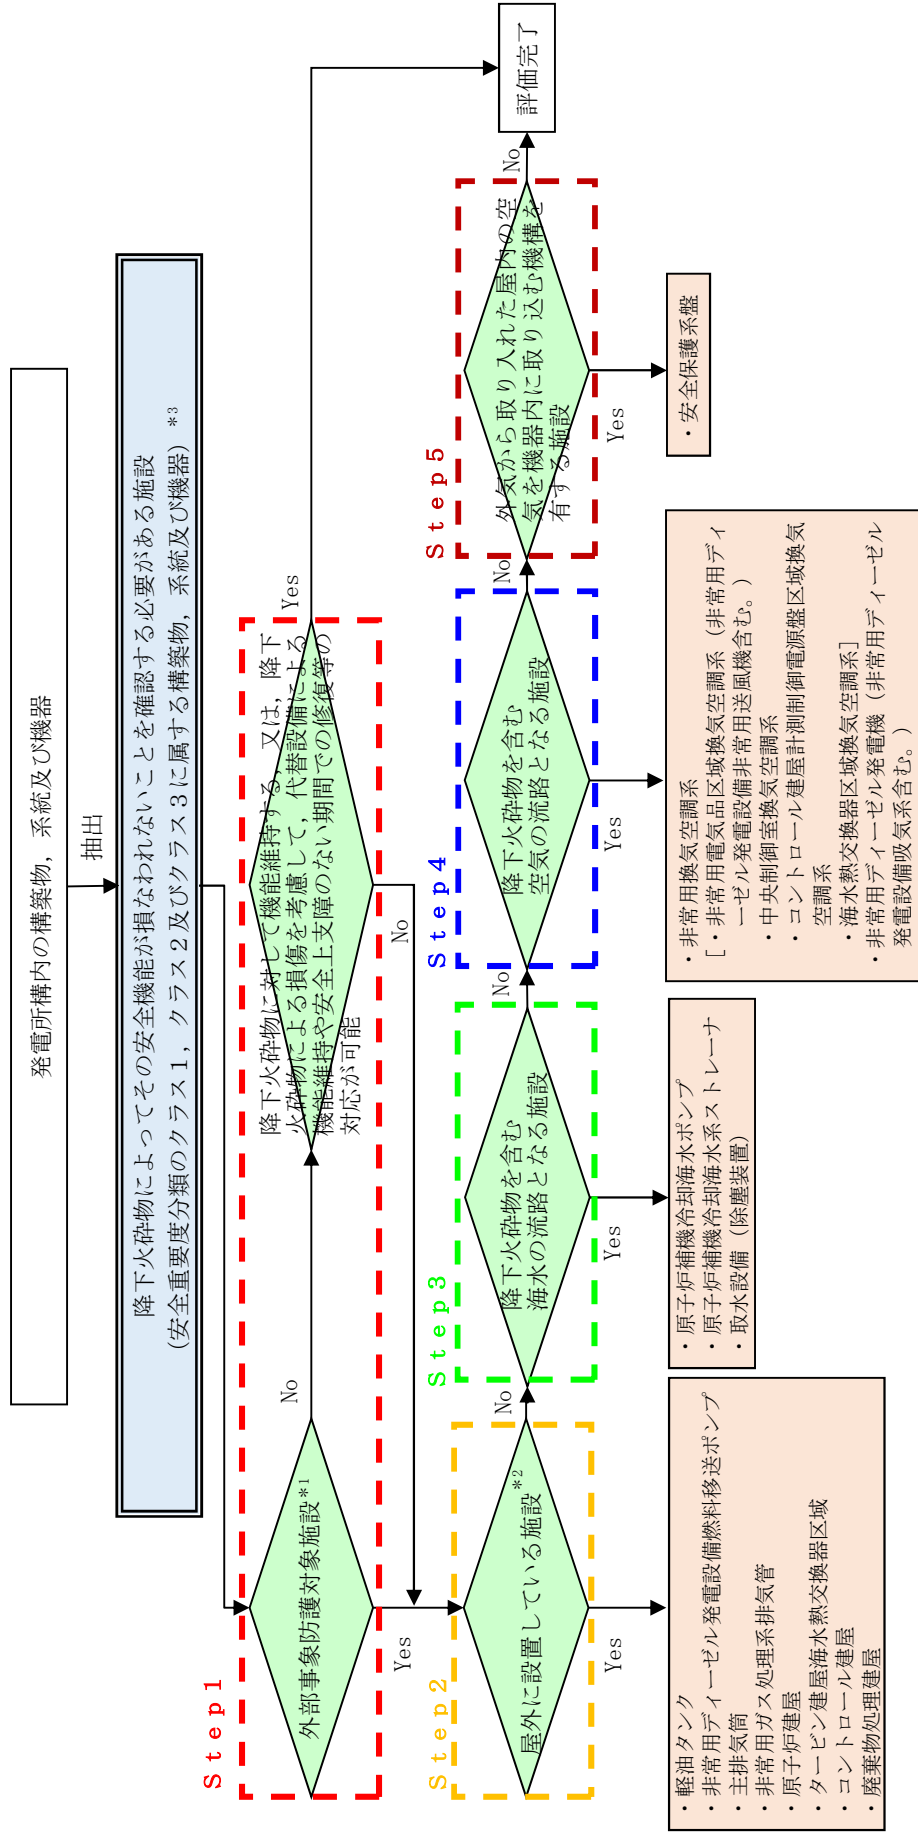 発電所構内の構築物，系統及び機器
抽出
降下火砕物によってその安全機能が損なわれないことを確認する必要がある施設
(安全重要度分類のクラス１，クラス２及びクラス３に属する構築物，系統及び機器) *3
Step1
外部事象防護対象施設*1
No
Yes
降下火砕物に対して機能維持する，又は，降下
火砕物による損傷を考慮して，代替設備による
機能維持や安全上支障のない期間での修復等の
対応が可能
Yes
No
Step2
屋外に設置している施設*2
No
Yes
・軽油タンク
・非常用ディーゼル発電設備燃料移送ポンプ
・主排気筒
・非常用ガス処理系排気管
・原子炉建屋
・タービン建屋海水熱交換器区域
・コントロール建屋
・廃棄物処理建屋
Step3
降下火砕物を含む
海水の流路となる施設
No
Yes
・原子炉補機冷却海水ポンプ
・原子炉補機冷却海水系ストレーナ
・取水設備（除塵装置）
Step4
降下火砕物を含む
空気の流路となる施設
No
Yes
・非常用換気空調系
[・非常用電気品区域換気空調系（非常用ディ
ーゼル発電設備非常用送風機含む。）
・中央制御室換気空調系
・コントロール建屋計測制御電源盤区域換気
空調系
・海水熱交換器区域換気空調系]
・非常用ディーゼル発電機（非常用ディーゼル
発電設備吸気系含む。）
Step5
外気から取り入れた屋内の空
気を機器内に取り込む機構を
有する施設
No
Yes
・安全保護系盤
評価完了